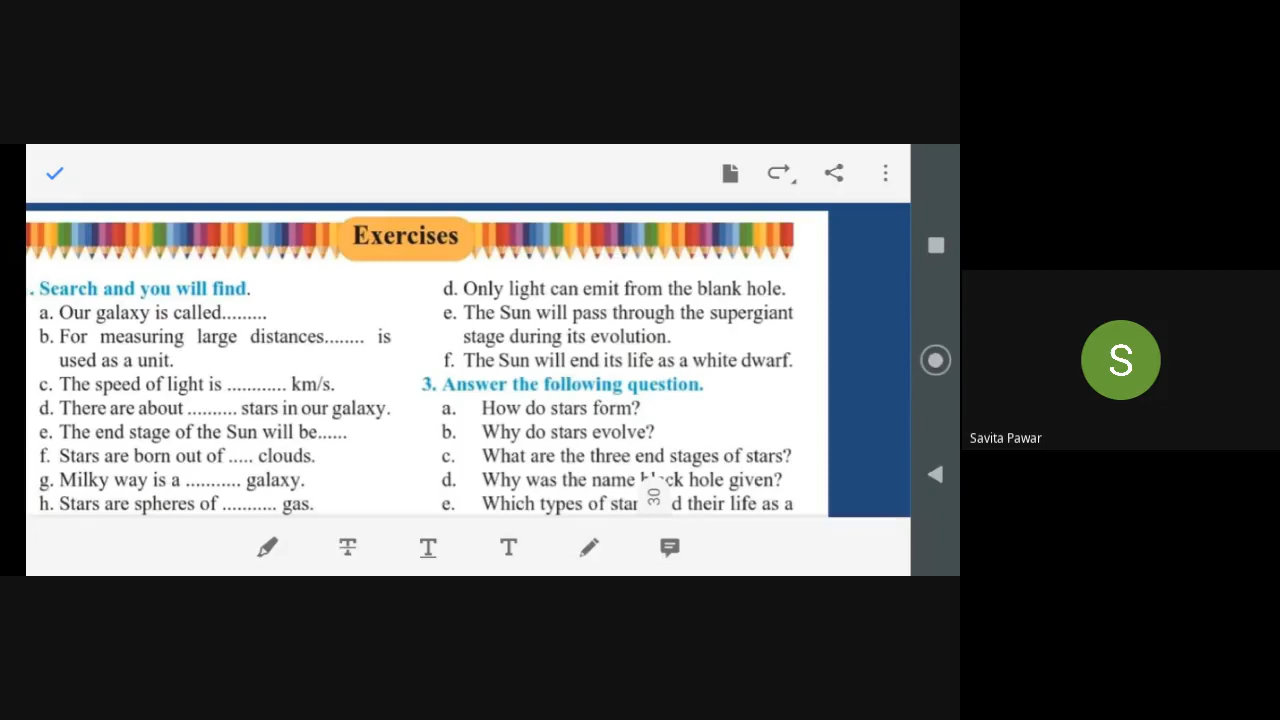 Exercises
. Search and you will find.
a. Our galaxy is called.........
b. For measuring large distances........ is
used as a unit.
c. The speed of light is ............ km/s.
d. There are about .......... stars in our galaxy.
e. The end stage of the Sun will be......
f. Stars are born out of ..... clouds.
g. Milky way is a ........... galaxy.
h. Stars are spheres of ........... gas.
d. Only light can emit from the blank hole.
e. The Sun will pass through the supergiant
stage during its evolution.
f. The Sun will end its life as a white dwarf.
3. Answer the following question.
a. How do stars form?
b. Why do stars evolve?
c. What are the three end stages of stars?
d. Why was the name hole given?
e. Which types of their life as a
30
S
Savita Pawar